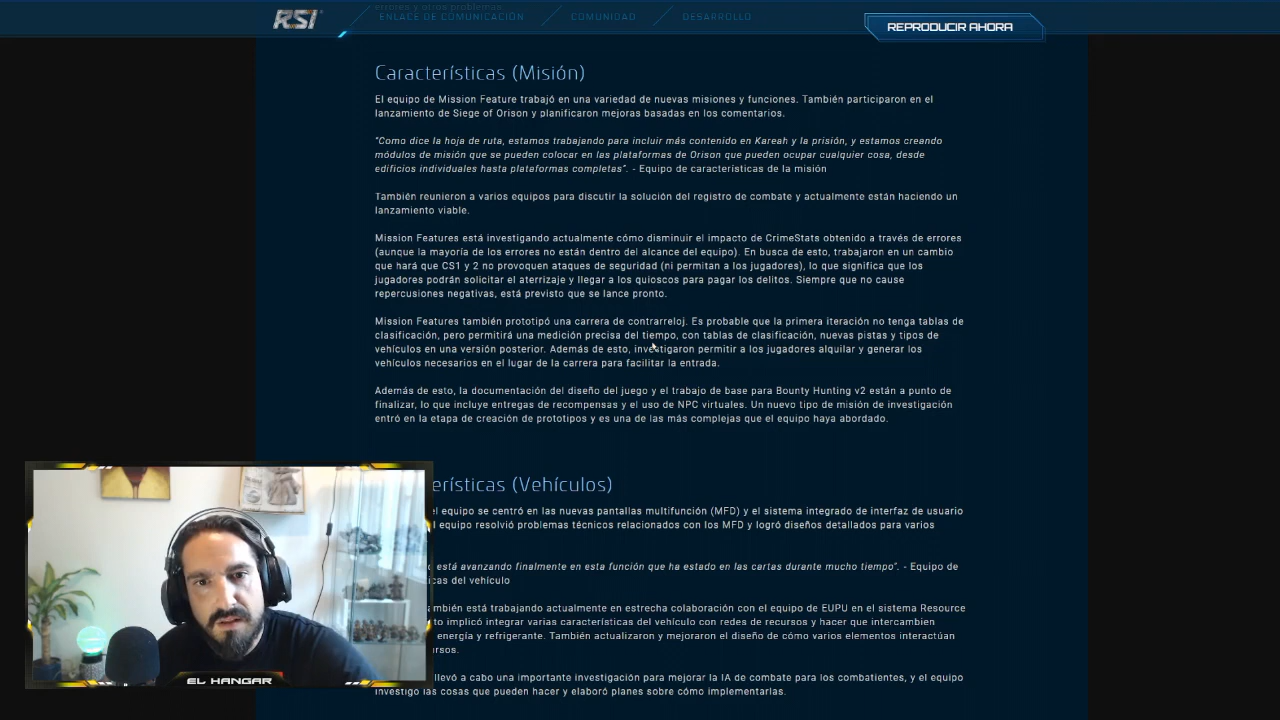 errores y otros problemas.
RSI
ENLACE DE COMUNICACIÓN
COMUNIDAD
DESARROLLO
REPRODUCIR AHORA
Características (Misión)
El equipo de Mission Feature trabajó en una variedad de nuevas misiones y funciones. También participaron en el
lanzamiento de Siege of Orison y planificaron mejoras basadas en los comentarios.
"Como dice la hoja de ruta, estamos trabajando para incluir más contenido en Kareah y la prisión, y estamos creando
módulos de misión que se pueden colocar en las plataformas de Orison que pueden ocupar cualquier cosa, desde
edificios individuales hasta plataformas completas". - Equipo de características de la misión
También reunieron a varios equipos para discutir la solución del registro de combate y actualmente están haciendo un
lanzamiento viable.
Mission Features está investigando actualmente cómo disminuir el impacto de CrimeStats obtenido a través de errores
(aunque la mayoría de los errores no están dentro del alcance del equipo). En busca de esto, trabajaron en un cambio
que hará que CS1 y 2 no provoquen ataques de seguridad (ni permitan a los jugadores), lo que significa que los
jugadores podrán solicitar el aterrizaje y llegar a los quioscos para pagar los delitos. Siempre que no cause
repercusiones negativas, está previsto que se lance pronto.
Mission Features también prototipó una carrera de contrarreloj. Es probable que la primera iteración no tenga tablas de
clasificación, pero permitirá una medición precisa del tiempo, con tablas de clasificación, nuevas pistas y tipos de
vehículos en una versión posterior. Además de esto, investigaron permitir a los jugadores alquilar y generar los
vehículos necesarios en el lugar de la carrera para facilitar la entrada.
Además de esto, la documentación del diseño del juego y el trabajo de base para Bounty Hunting v2 están a punto de
finalizar, lo que incluye entregas de recompensas y el uso de NPC virtuales. Un nuevo tipo de misión de investigación
entró en la etapa de creación de prototipos y es una de las más complejas que el equipo haya abordado.
erísticas (Vehículos)
el equipo se centró en las nuevas pantallas multifunción (MFD) y el sistema integrado de interfaz de usuario
l equipo resolvió problemas técnicos relacionados con los MFD y logró diseños detallados para varios
está avanzando finalmente en esta función que ha estado en las cartas durante mucho tiempo". - Equipo de
cas del vehículo
mbién está trabajando actualmente en estrecha colaboración con el equipo de EUPU en el sistema Resource
to implicó integrar varias características del vehículo con redes de recursos y hacer que intercambien
energía y refrigerante. También actualizaron y mejoraron el diseño de cómo varios elementos interactúan
ursos.
llevó a cabo una importante investigación para mejorar la IA de combate para los combatientes, y el equipo
investigó las cosas que pueden hacer y elaboró planes sobre cómo implementarlas.
EL HANGAR